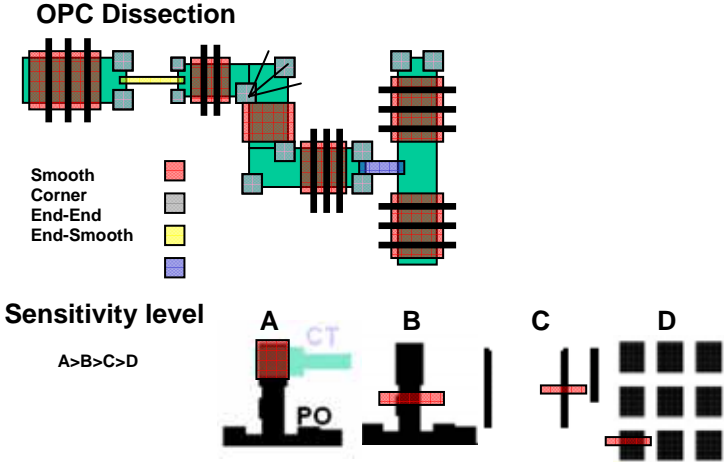 OPC Dissection
Smooth
Corner
End-End
End-Smooth
Sensitivity level
A B C D
A>B>C>D
CT
PO